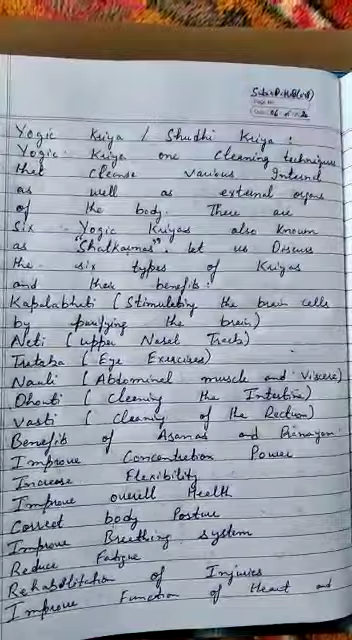 Yogic Kriya / Shudhi Kriya :
Yogic Kriya one cleaning techniques
that cleanse various Internal
as well as external organs
of the body. There are
Six Yogic Kriyas also known
as "Shatkarmas". Let us Discuss
the six types of Kriyas
and their benefits:
Kapalabhuti ( Stimulating the brain cells
by purifying the brain)
Neti ( upper Nasal Tracts)
Trataka ( Eye Exercises)
Nauli ( Abdominal muscle and Viscera)
Dhauti ( Cleaning the Intestine)
Vasti ( Cleaning of the Rectum)
Benefits of Asanas and
Improve Concentration Power
Increase Flexibility
Improve overall Health
Correct body Posture
Improve Breathing system
Reduce Fatigue
Rehabilitation of Injuries
Improve Function of Heart and